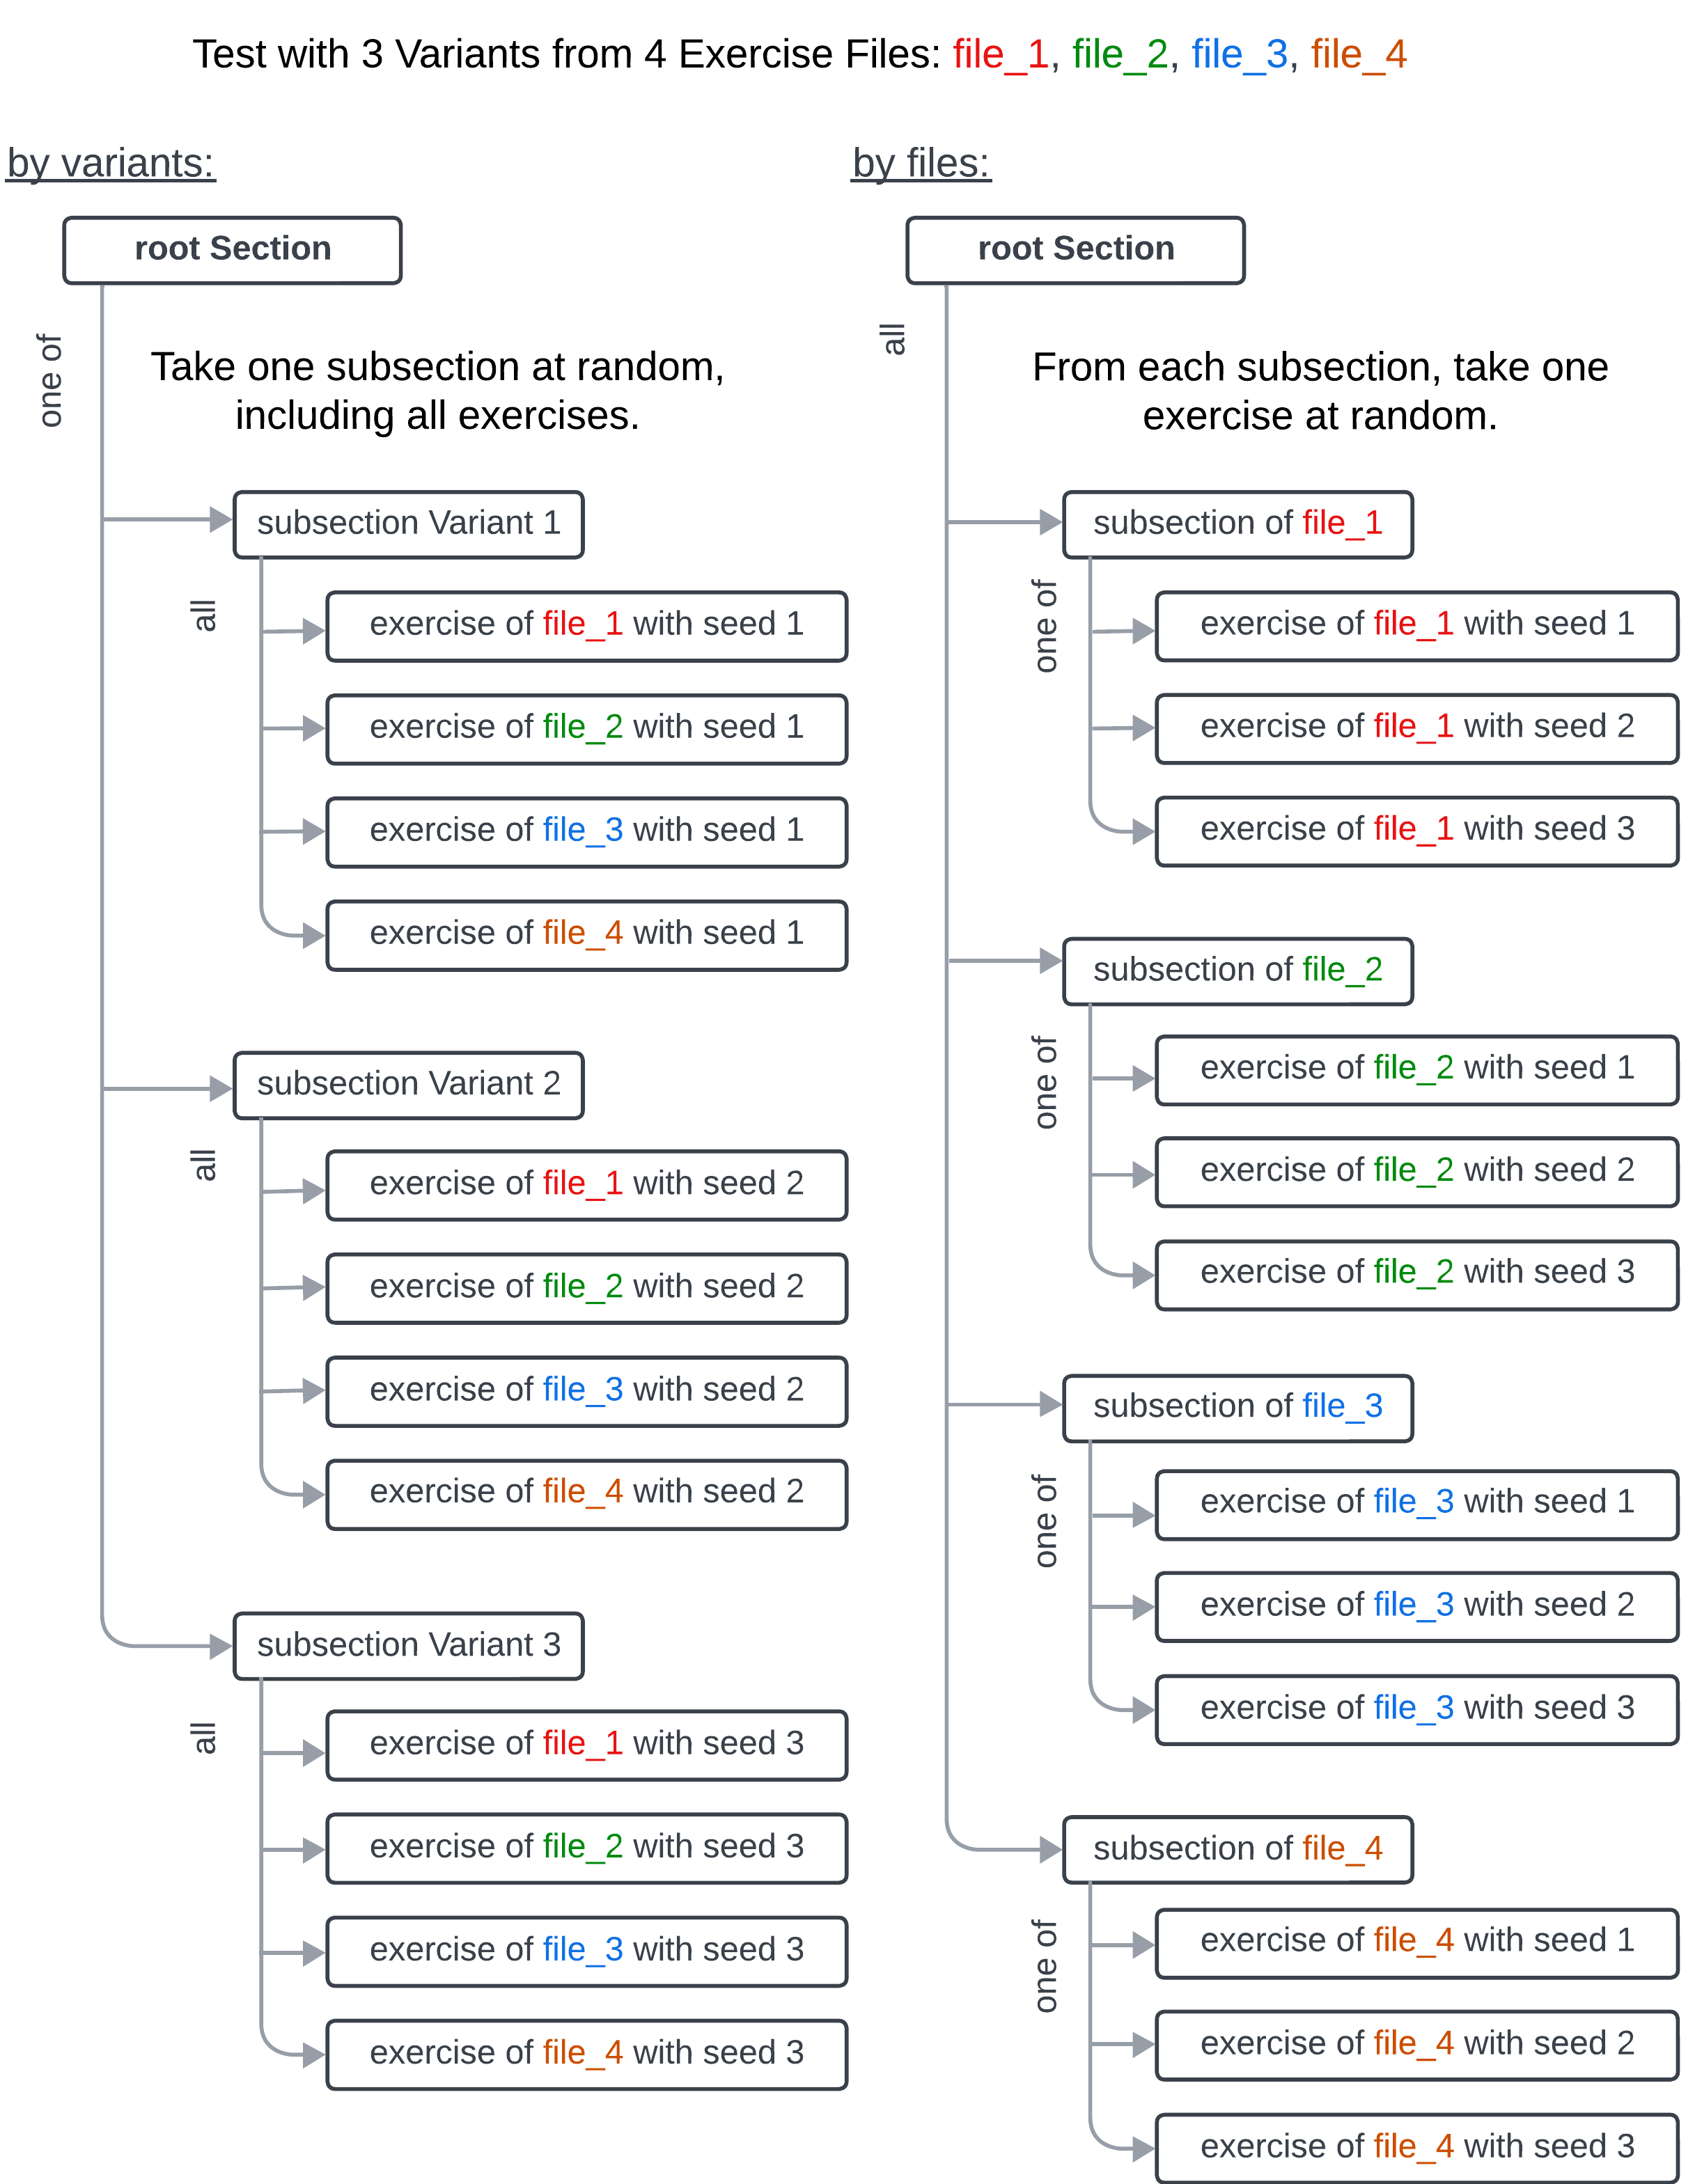 Test with 3 Variants from 4 Exercise Files: file_1, file_2, file_3, file_4
by variants:
root Section
one of
Take one subsection at random,
including all exercises.
subsection Variant 1
all
exercise of file_1 with seed 1
exercise of file_2 with seed 1
exercise of file_3 with seed 1
exercise of file_4 with seed 1
subsection Variant 2
all
exercise of file_1 with seed 2
exercise of file_2 with seed 2
exercise of file_3 with seed 2
exercise of file_4 with seed 2
subsection Variant 3
all
exercise of file_1 with seed 3
exercise of file_2 with seed 3
exercise of file_3 with seed 3
exercise of file_4 with seed 3
by files:
root Section
all
From each subsection, take one
exercise at random.
subsection of file_1
one of
exercise of file_1 with seed 1
exercise of file_1 with seed 2
exercise of file_1 with seed 3
subsection of file_2
one of
exercise of file_2 with seed 1
exercise of file_2 with seed 2
exercise of file_2 with seed 3
subsection of file_3
one of
exercise of file_3 with seed 1
exercise of file_3 with seed 2
exercise of file_3 with seed 3
subsection of file_4
one of
exercise of file_4 with seed 1
exercise of file_4 with seed 2
exercise of file_4 with seed 3